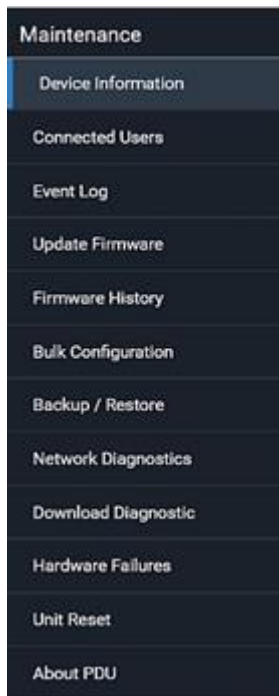 Maintenance
Device Information
Connected Users
Event Log
Update Firmware
Firmware History
Bulk Configuration
Backup / Restore
Network Diagnostics
Download Diagnostic
Hardware Failures
Unit Reset
About PDU